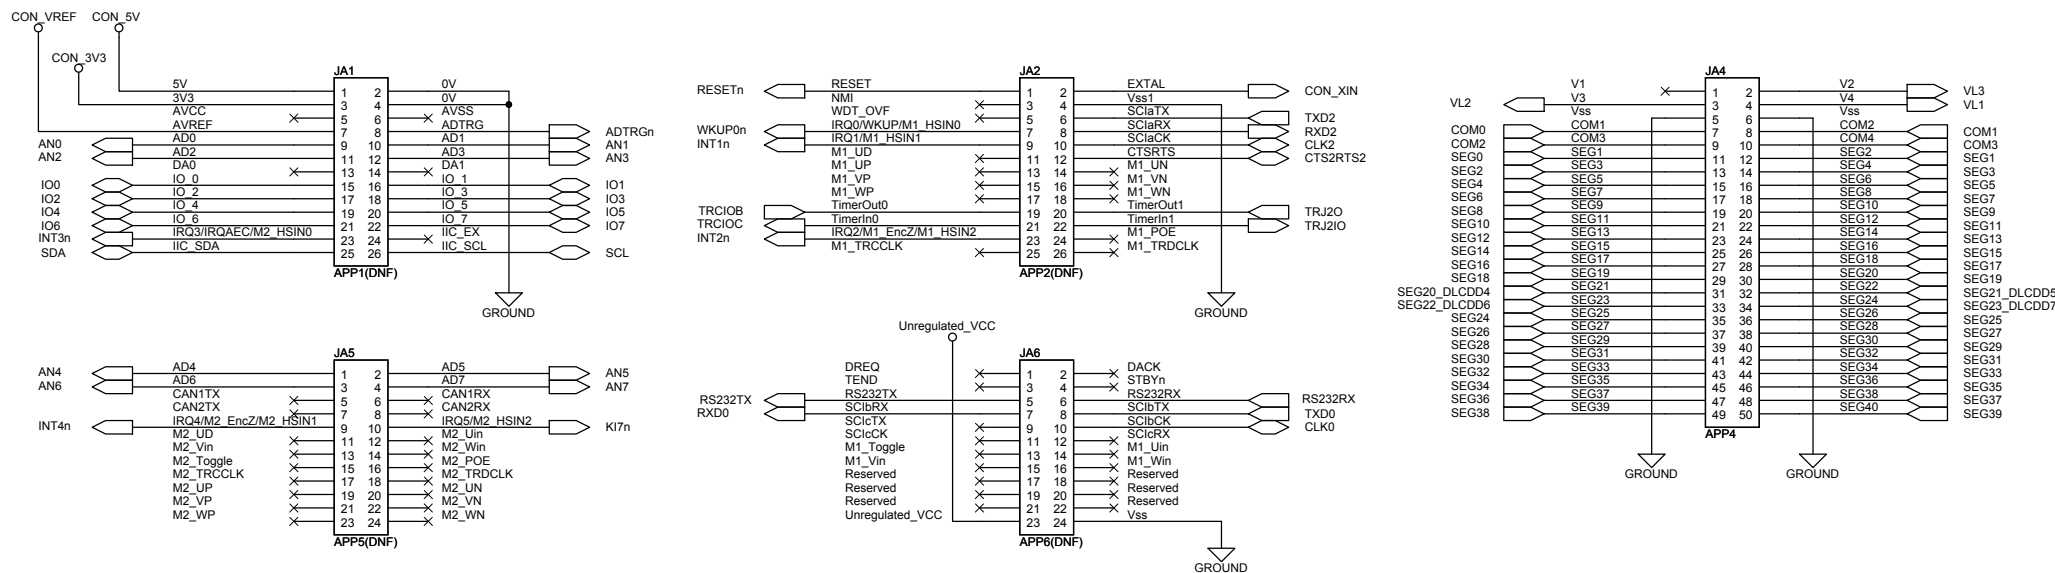 CON_VREF CON_5V
CON_3V3
JA1
5V 1 2 0V
3V3 3 4 0V
AVCC 5 6 AVSS
AVREF 7 8 ADTRG ADTRGn
AN0 AD0 9 10 AD1 AN1
AN2 AD2 11 12 AD3 AN3
DA0 13 14 DA1
IO0 IO_0 15 16 IO_1 IO1
IO2 IO_2 17 18 IO_3 IO3
IO4 IO_4 19 20 IO_5 IO5
IO6 IO_6 21 22 IO_7 IO7
INT3n IRQ3/IRQAEC/M2_HSIN0 23 24 IIC_EX
SDA IIC_SDA 25 26 IIC_SCL SCL
APP1(DNF)
GROUND
JA2
RESETn RESET 1 2 EXTAL CON_XIN
NMI 3 4 Vss1
WDT_OVF 5 6 SCIaTX TXD2
WKUP0n IRQ0/WKUP/M1_HSIN0 7 8 SCIaRX RXD2
INT1n IRQ1/M1_HSIN1 9 10 SCIaCK CLK2
M1_UD 11 12 CTSRTS CTS2RTS2
M1_UP 13 14 M1_UN
M1_VP 15 16 M1_VN
M1_WP 17 18 M1_WN
TRCIOB TimerOut0 19 20 TimerOut1 TRJ2O
TRCIOC TimerIn0 21 22 TimerIn1 TRJ2IO
INT2n IRQ2/M1_EncZ/M1_HSIN2 23 24 M1_POE
M1_TRCCLK 25 26 M1_TRDCLK
APP2(DNF)
GROUND
JA4
V1 1 2 V2 VL3
VL2 V3 3 4 V4 VL1
Vss 5 6 Vss
COM0 COM1 7 8 COM2 COM1
COM2 COM3 9 10 COM4 COM3
SEG0 SEG1 11 12 SEG2 SEG1
SEG2 SEG3 13 14 SEG4 SEG3
SEG4 SEG5 15 16 SEG6 SEG5
SEG6 SEG7 17 18 SEG8 SEG7
SEG8 SEG9 19 20 SEG10 SEG9
SEG10 SEG11 21 22 SEG12 SEG11
SEG12 SEG13 23 24 SEG14 SEG13
SEG14 SEG15 25 26 SEG16 SEG15
SEG16 SEG17 27 28 SEG18 SEG17
SEG18 SEG19 29 30 SEG20 SEG19
SEG20_DLCDD4 SEG21 31 32 SEG22 SEG21_DLCDD5
SEG22_DLCDD6 SEG23 33 34 SEG24 SEG23_DLCDD7
SEG24 SEG25 35 36 SEG26 SEG25
SEG26 SEG27 37 38 SEG28 SEG27
SEG28 SEG29 39 40 SEG30 SEG29
SEG30 SEG31 41 42 SEG32 SEG31
SEG32 SEG33 43 44 SEG34 SEG33
SEG34 SEG35 45 46 SEG36 SEG35
SEG36 SEG37 47 48 SEG38 SEG37
SEG38 SEG39 49 50 SEG40 SEG39
APP4
GROUND GROUND
JA5
AN4 AD4 1 2 AD5 AN5
AN6 AD6 3 4 AD7 AN7
CAN1TX 5 6 CAN1RX
CAN2TX 7 8 CAN2RX
INT4n IRQ4/M2_EncZ/M2_HSIN1 9 10 IRQ5/M2_HSIN2 KI7n
M2_UD 11 12 M2_Uin
M2_Vin 13 14 M2_Win
M2_Toggle 15 16 M2_POE
M2_TRCCLK 17 18 M2_TRDCLK
M2_UP 19 20 M2_UN
M2_VP 21 22 M2_VN
M2_WP 23 24 M2_WN
APP5(DNF)
Unregulated_VCC
JA6
DREQ 1 2 DACK
TEND 3 4 STBYn
RS232TX RS232TX 5 6 RS232RX RS232RX
RXD0 SCIbRX 7 8 SCIbTX TXD0
SCIcTX 9 10 SCIbCK CLK0
SCIcCK 11 12 SCIcRX
M1_Toggle 13 14 M1_Uin
M1_Vin 15 16 M1_Win
Reserved 17 18 Reserved
Reserved 19 20 Reserved
Reserved 21 22 Reserved
Unregulated_VCC 23 24 Vss
APP6(DNF)
GROUND